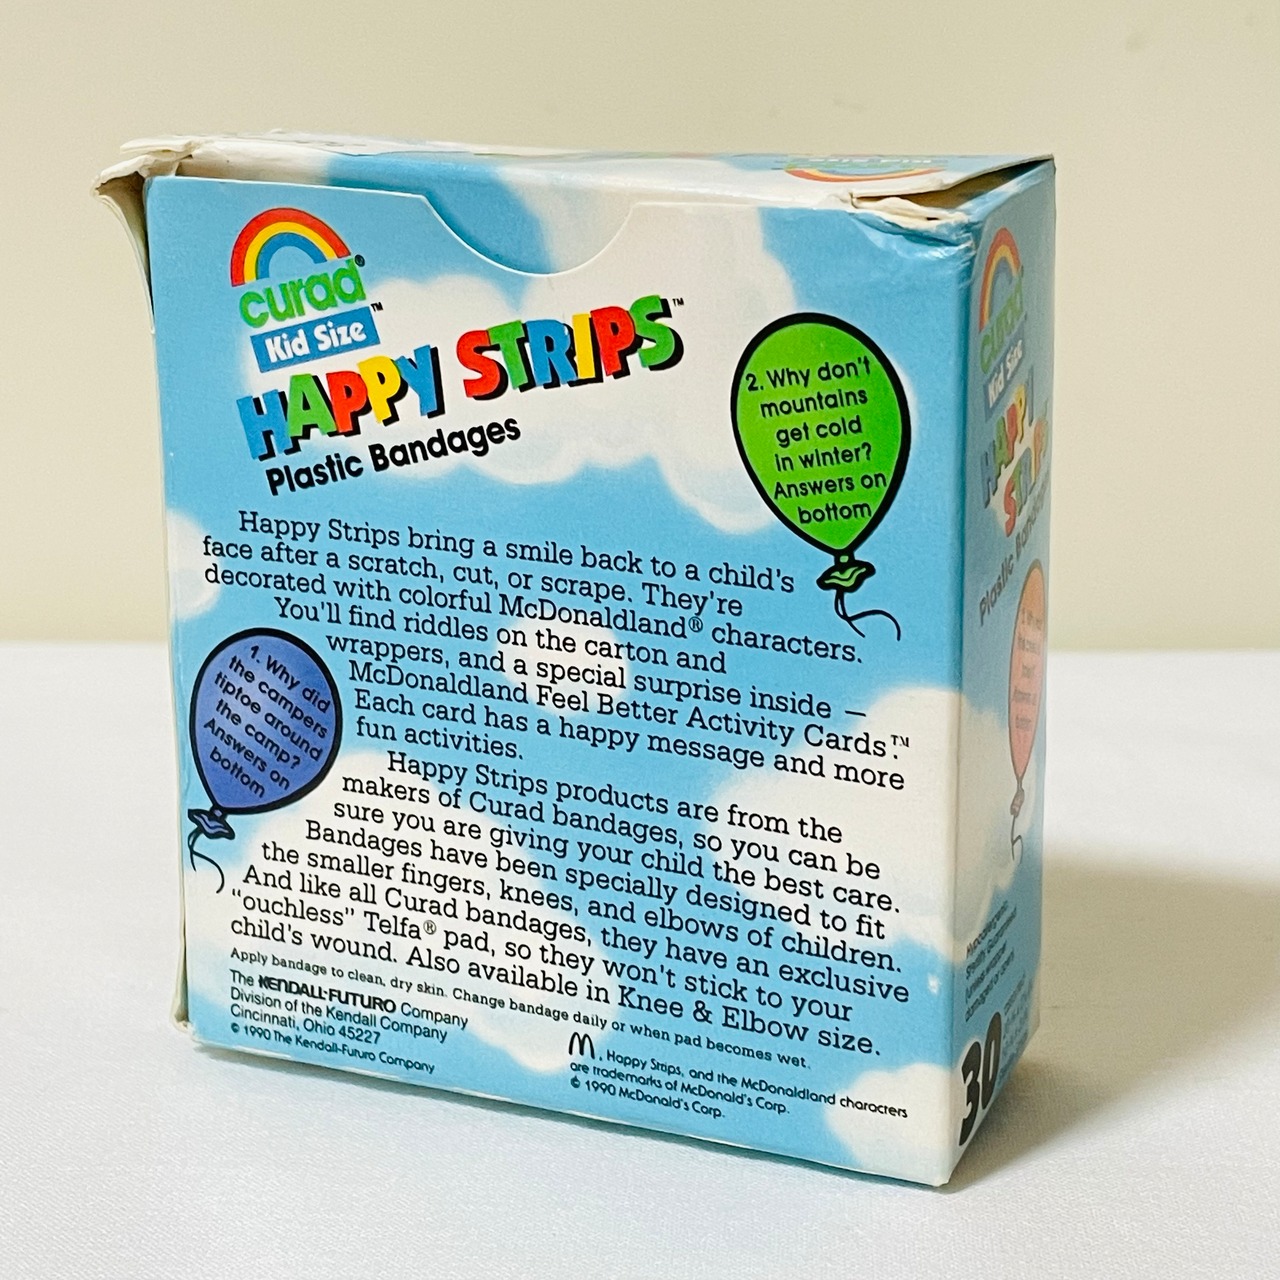 curad®
Kid Size™
HAPPY STRIPS™
Plastic Bandages
2. Why don't
mountains
get cold
in winter?
Answers on
bottom
Happy Strips bring a smile back to a child's
face after a scratch, cut, or scrape. They're
decorated with colorful McDonaldland® characters.
You'll find riddles on the carton and
wrappers, and a special surprise inside —
McDonaldland Feel Better Activity Cards™.
Each card has a happy message and more
fun activities.
1. Why did
the campers
tiptoe around
the camp?
Answers on
bottom
Happy Strips products are from the
makers of Curad bandages, so you can be
sure you are giving your child the best care.
Bandages have been specially designed to fit
the smaller fingers, knees, and elbows of children.
And like all Curad bandages, they have an exclusive
"ouchless" Telfa® pad, so they won't stick to your
child's wound. Also available in Knee & Elbow size.
Apply bandage to clean, dry skin. Change bandage daily or when pad becomes wet.
The KENDALL-FUTURO Company
Division of the Kendall Company
Cincinnati, Ohio 45227
© 1990 The Kendall-Futuro Company
M, Happy Strips, and the McDonaldland characters
are trademarks of McDonald's Corp.
© 1990 McDonald's Corp.
curad
Kid Size
HAPPY
STRIPS
Plastic
30